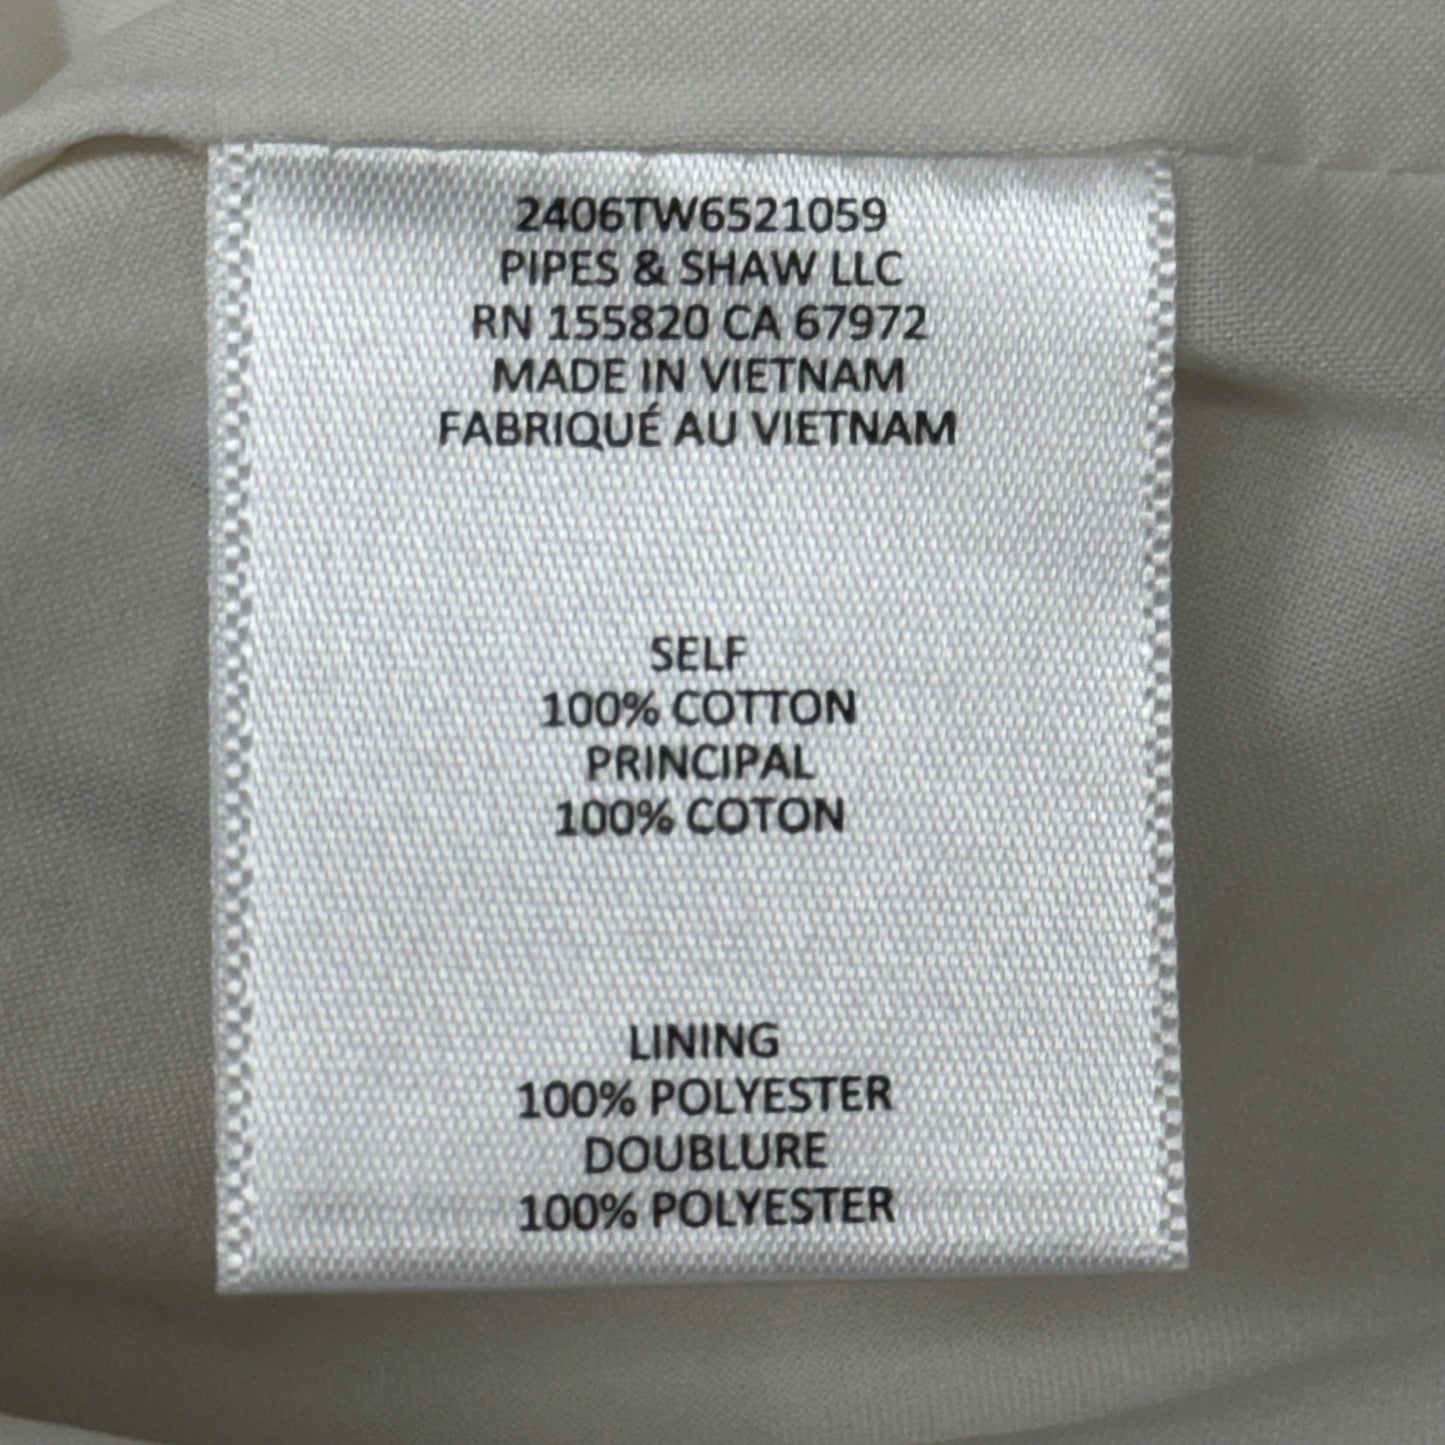 2406TW6521059
PIPES & SHAW LLC
RN 155820 CA 67972
MADE IN VIETNAM
FABRIQUÉ AU VIETNAM
SELF
100% COTTON
PRINCIPAL
100% COTON
LINING
100% POLYESTER
DOUBLURE
100% POLYESTER